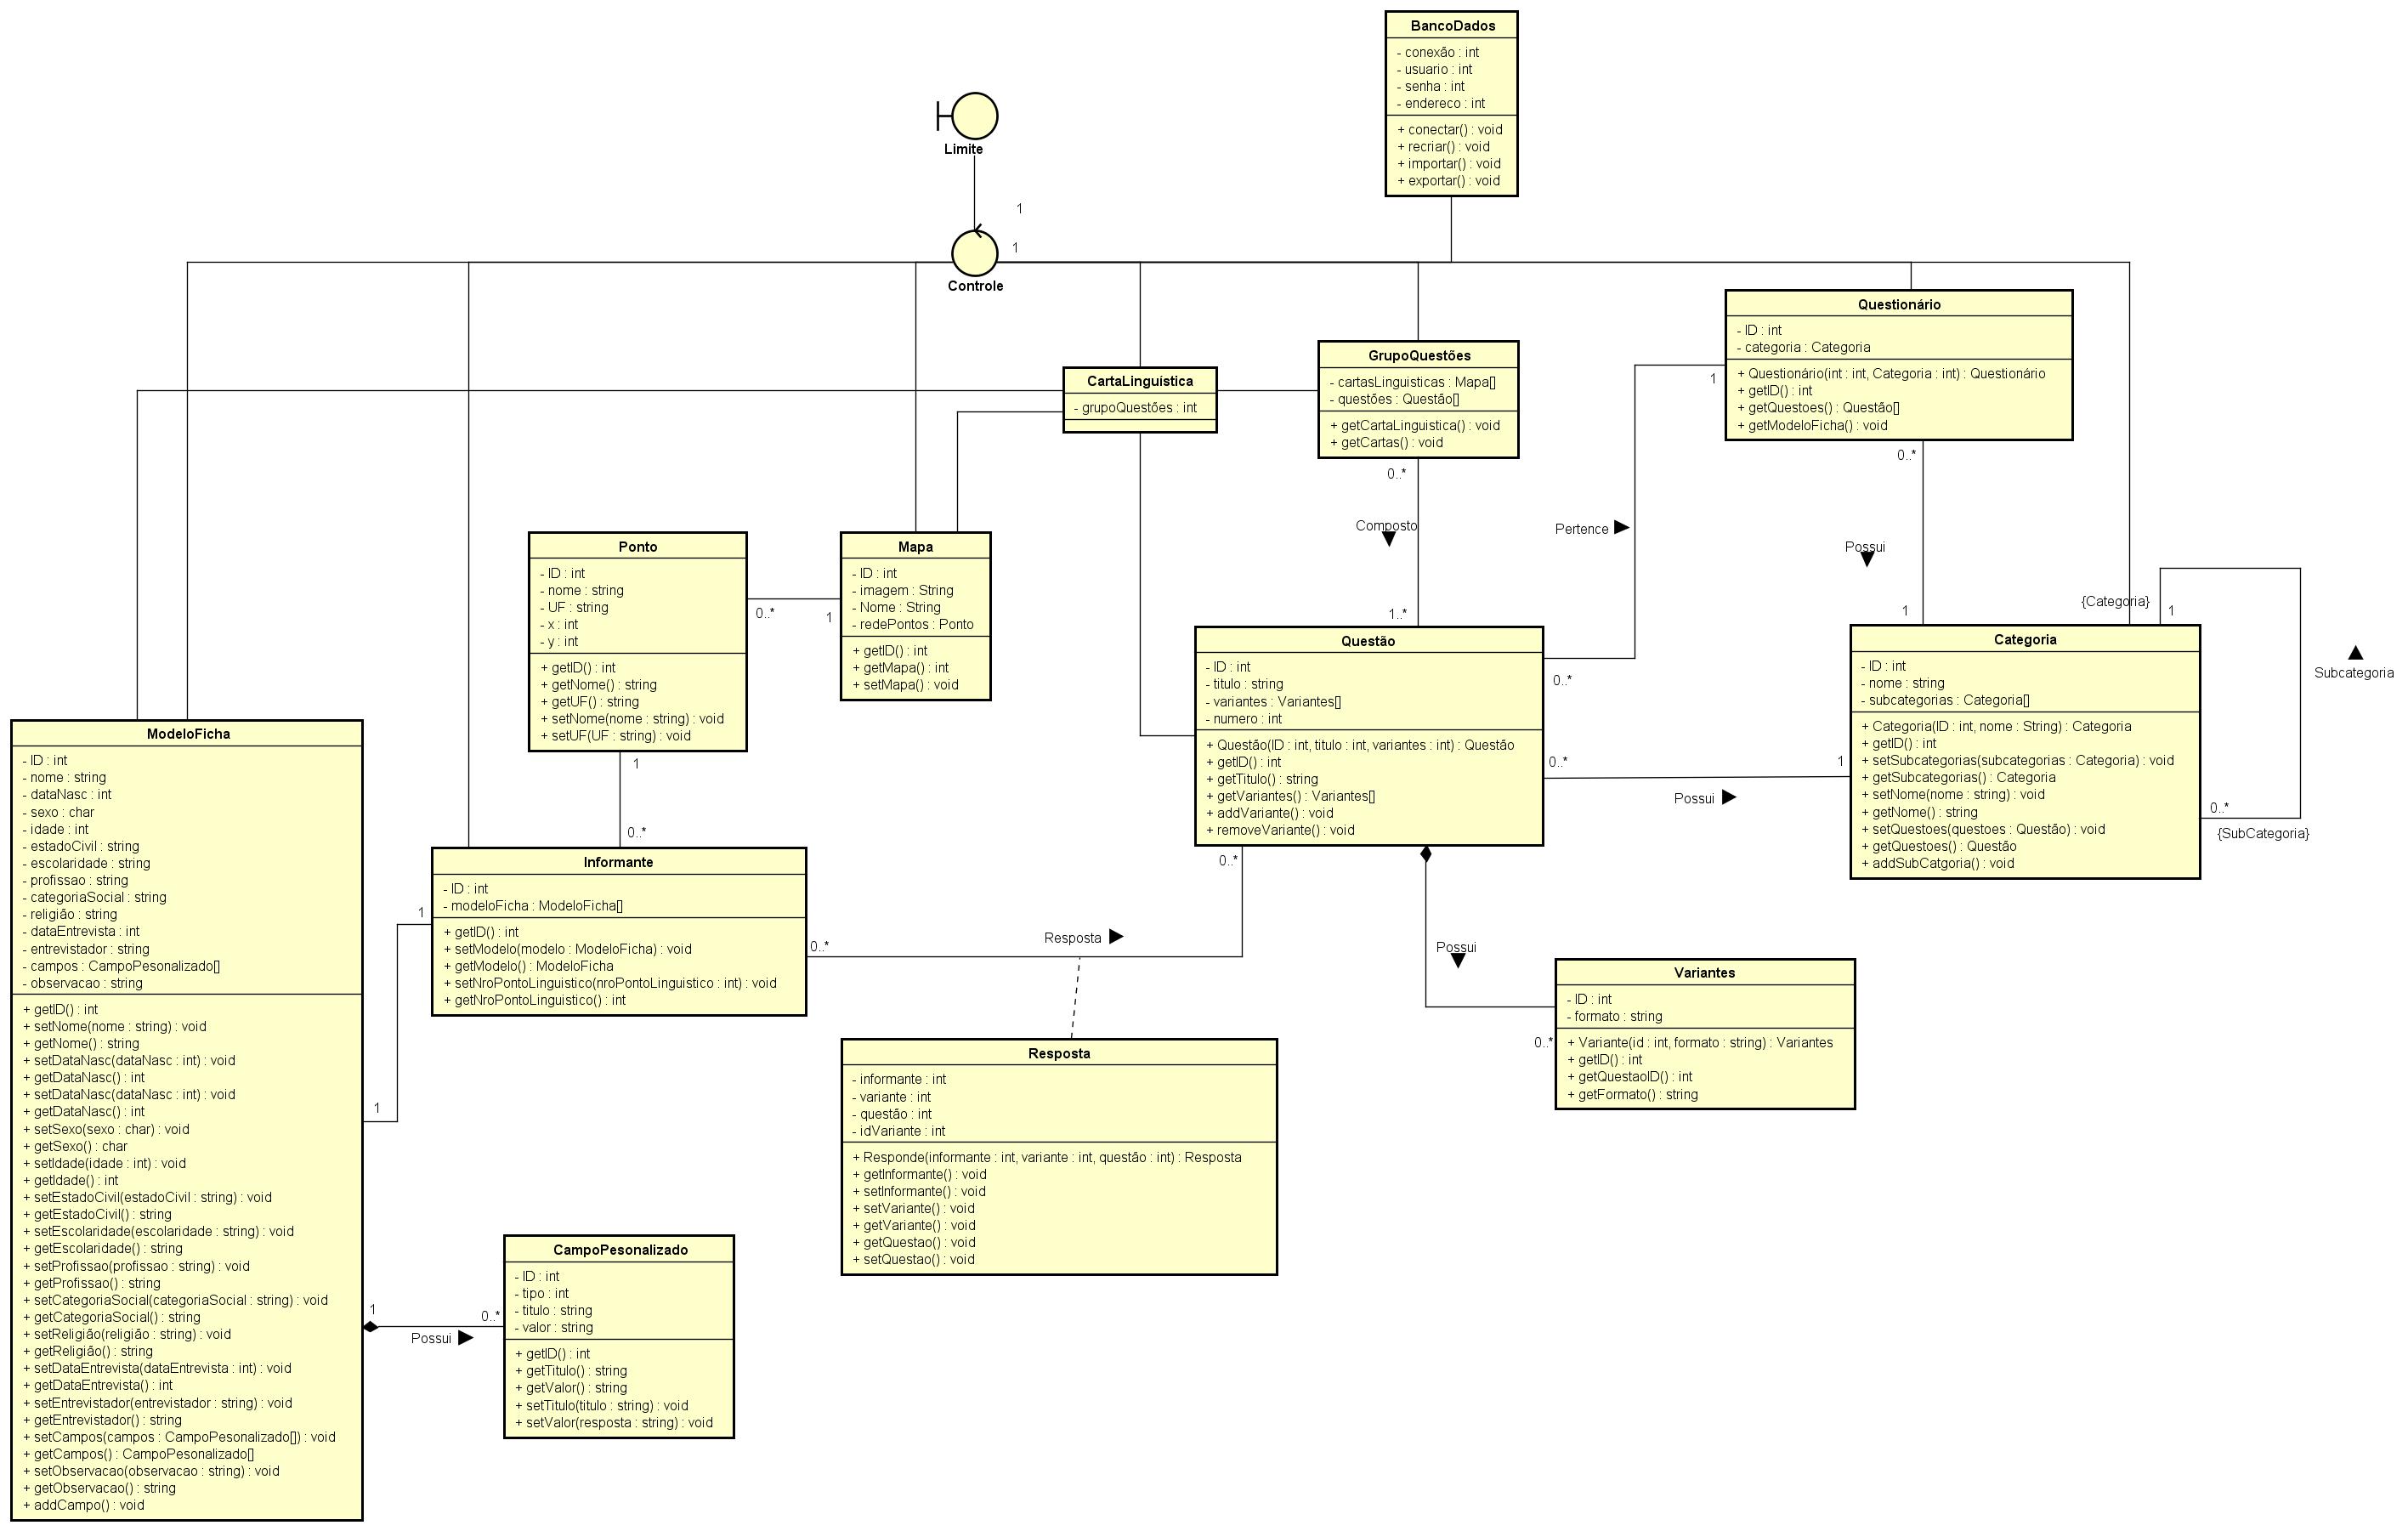 BancoDados
- conexão : int
- usuario : int
- senha : int
- endereco : int
+ conectar() : void
+ recriar() : void
+ importar() : void
+ exportar() : void
Limite
1
1
Controle
Questionário
- ID : int
- categoria : Categoria
+ Questionário(int : int, Categoria : int) : Questionário
+ getID() : int
+ getQuestoes() : Questão[]
+ getModeloFicha() : void
GrupoQuestões
- cartasLinguisticas : Mapa[]
- questões : Questão[]
+ getCartaLinguistica() : void
+ getCartas() : void
CartaLinguística
- grupoQuestões : int
1
0..*
0..*
Composto
Pertence
Possui
1..*
1
{Categoria}
1
Subcategoria
Ponto
- ID : int
- nome : string
- UF : string
- x : int
- y : int
+ getID() : int
+ getNome() : string
+ getUF() : string
+ setNome(nome : string) : void
+ setUF(UF : string) : void
0..*
1
Mapa
- ID : int
- imagem : String
- Nome : String
- redePontos : Ponto
+ getID() : int
+ getMapa() : int
+ setMapa() : void
Questão
- ID : int
- titulo : string
- variantes : Variantes[]
- numero : int
+ Questão(ID : int, titulo : int, variantes : int) : Questão
+ getID() : int
+ getTitulo() : string
+ getVariantes() : Variantes[]
+ addVariante() : void
+ removeVariante() : void
0..*
0..*
1
Possui
Categoria
- ID : int
- nome : string
- subcategorias : Categoria[]
+ Categoria(ID : int, nome : String) : Categoria
+ getID() : int
+ setSubcategorias(subcategorias : Categoria) : void
+ getSubcategorias() : Categoria
+ setNome(nome : string) : void
+ getNome() : string
+ setQuestoes(questoes : Questão) : void
+ getQuestoes() : Questão
+ addSubCatgoria() : void
0..*
{SubCategoria}
ModeloFicha
- ID : int
- nome : string
- dataNasc : int
- sexo : char
- idade : int
- estadoCivil : string
- escolaridade : string
- profissao : string
- categoriaSocial : string
- religião : string
- dataEntrevista : int
- entrevistador : string
- campos : CampoPesonalizado[]
- observacao : string
+ getID() : int
+ setNome(nome : string) : void
+ getNome() : string
+ setDataNasc(dataNasc : int) : void
+ getDataNasc() : int
+ setDataNasc(dataNasc : int) : void
+ getDataNasc() : int
+ setSexo(sexo : char) : void
+ getSexo() : char
+ setIdade(idade : int) : void
+ getIdade() : int
+ setEstadoCivil(estadoCivil : string) : void
+ getEstadoCivil() : string
+ setEscolaridade(escolaridade : string) : void
+ getEscolaridade() : string
+ setProfissao(profissao : string) : void
+ getProfissao() : string
+ setCategoriaSocial(categoriaSocial : string) : void
+ getCategoriaSocial() : string
+ setReligião(religião : string) : void
+ getReligião() : string
+ setDataEntrevista(dataEntrevista : int) : void
+ getDataEntrevista() : int
+ setEntrevistador(entrevistador : string) : void
+ getEntrevistador() : string
+ setCampos(campos : CampoPesonalizado[]) : void
+ getCampos() : CampoPesonalizado[]
+ setObservacao(observacao : string) : void
+ getObservacao() : string
+ addCampo() : void
1
0..*
1
1
Informante
- ID : int
- modeloFicha : ModeloFicha[]
+ getID() : int
+ setModelo(modelo : ModeloFicha) : void
+ getModelo() : ModeloFicha
+ setNroPontoLinguistico(nroPontoLinguistico : int) : void
+ getNroPontoLinguistico() : int
0..*
Resposta
0..*
Possui
0..*
Variantes
- ID : int
- formato : string
+ Variante(id : int, formato : string) : Variantes
+ getID() : int
+ getQuestaoID() : int
+ getFormato() : string
Resposta
- informante : int
- variante : int
- questão : int
- idVariante : int
+ Responde(informante : int, variante : int, questão : int) : Resposta
+ getInformante() : void
+ setInformante() : void
+ setVariante() : void
+ getVariante() : void
+ getQuestao() : void
+ setQuestao() : void
1
0..*
Possui
CampoPesonalizado
- ID : int
- tipo : int
- titulo : string
- valor : string
+ getID() : int
+ getTitulo() : string
+ getValor() : string
+ setTitulo(titulo : string) : void
+ setValor(resposta : string) : void